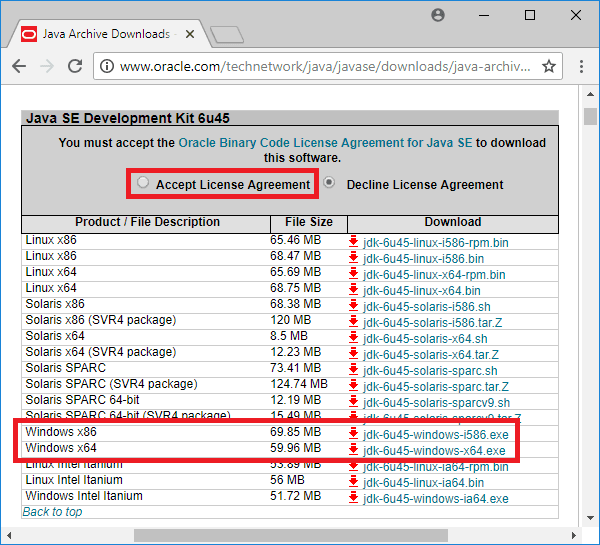 Java Archive Downloads -
www.oracle.com/technetwork/java/javase/downloads/java-archiv...
Java SE Development Kit 6u45
You must accept the Oracle Binary Code License Agreement for Java SE to download
this software.
Accept License Agreement Decline License Agreement
Product / File Description File Size Download
Linux x86 65.46 MB jdk-6u45-linux-i586-rpm.bin
Linux x86 68.47 MB jdk-6u45-linux-i586.bin
Linux x64 65.69 MB jdk-6u45-linux-x64-rpm.bin
Linux x64 68.75 MB jdk-6u45-linux-x64.bin
Solaris x86 68.38 MB jdk-6u45-solaris-i586.sh
Solaris x86 (SVR4 package) 120 MB jdk-6u45-solaris-i586.tar.Z
Solaris x64 8.5 MB jdk-6u45-solaris-x64.sh
Solaris x64 (SVR4 package) 12.23 MB jdk-6u45-solaris-x64.tar.Z
Solaris SPARC 73.41 MB jdk-6u45-solaris-sparc.sh
Solaris SPARC (SVR4 package) 124.74 MB jdk-6u45-solaris-sparc.tar.Z
Solaris SPARC 64-bit 12.19 MB jdk-6u45-solaris-sparcv9.sh
Solaris SPARC 64-bit (SVR4 package) 15.49 MB jdk-6u45-solaris-sparcv9.tar.Z
Windows x86 69.85 MB jdk-6u45-windows-i586.exe
Windows x64 59.96 MB jdk-6u45-windows-x64.exe
Linux Intel Itanium 53.89 MB jdk-6u45-linux-ia64-rpm.bin
Linux Intel Itanium 56 MB jdk-6u45-linux-ia64.bin
Windows Intel Itanium 51.72 MB jdk-6u45-windows-ia64.exe
Back to top